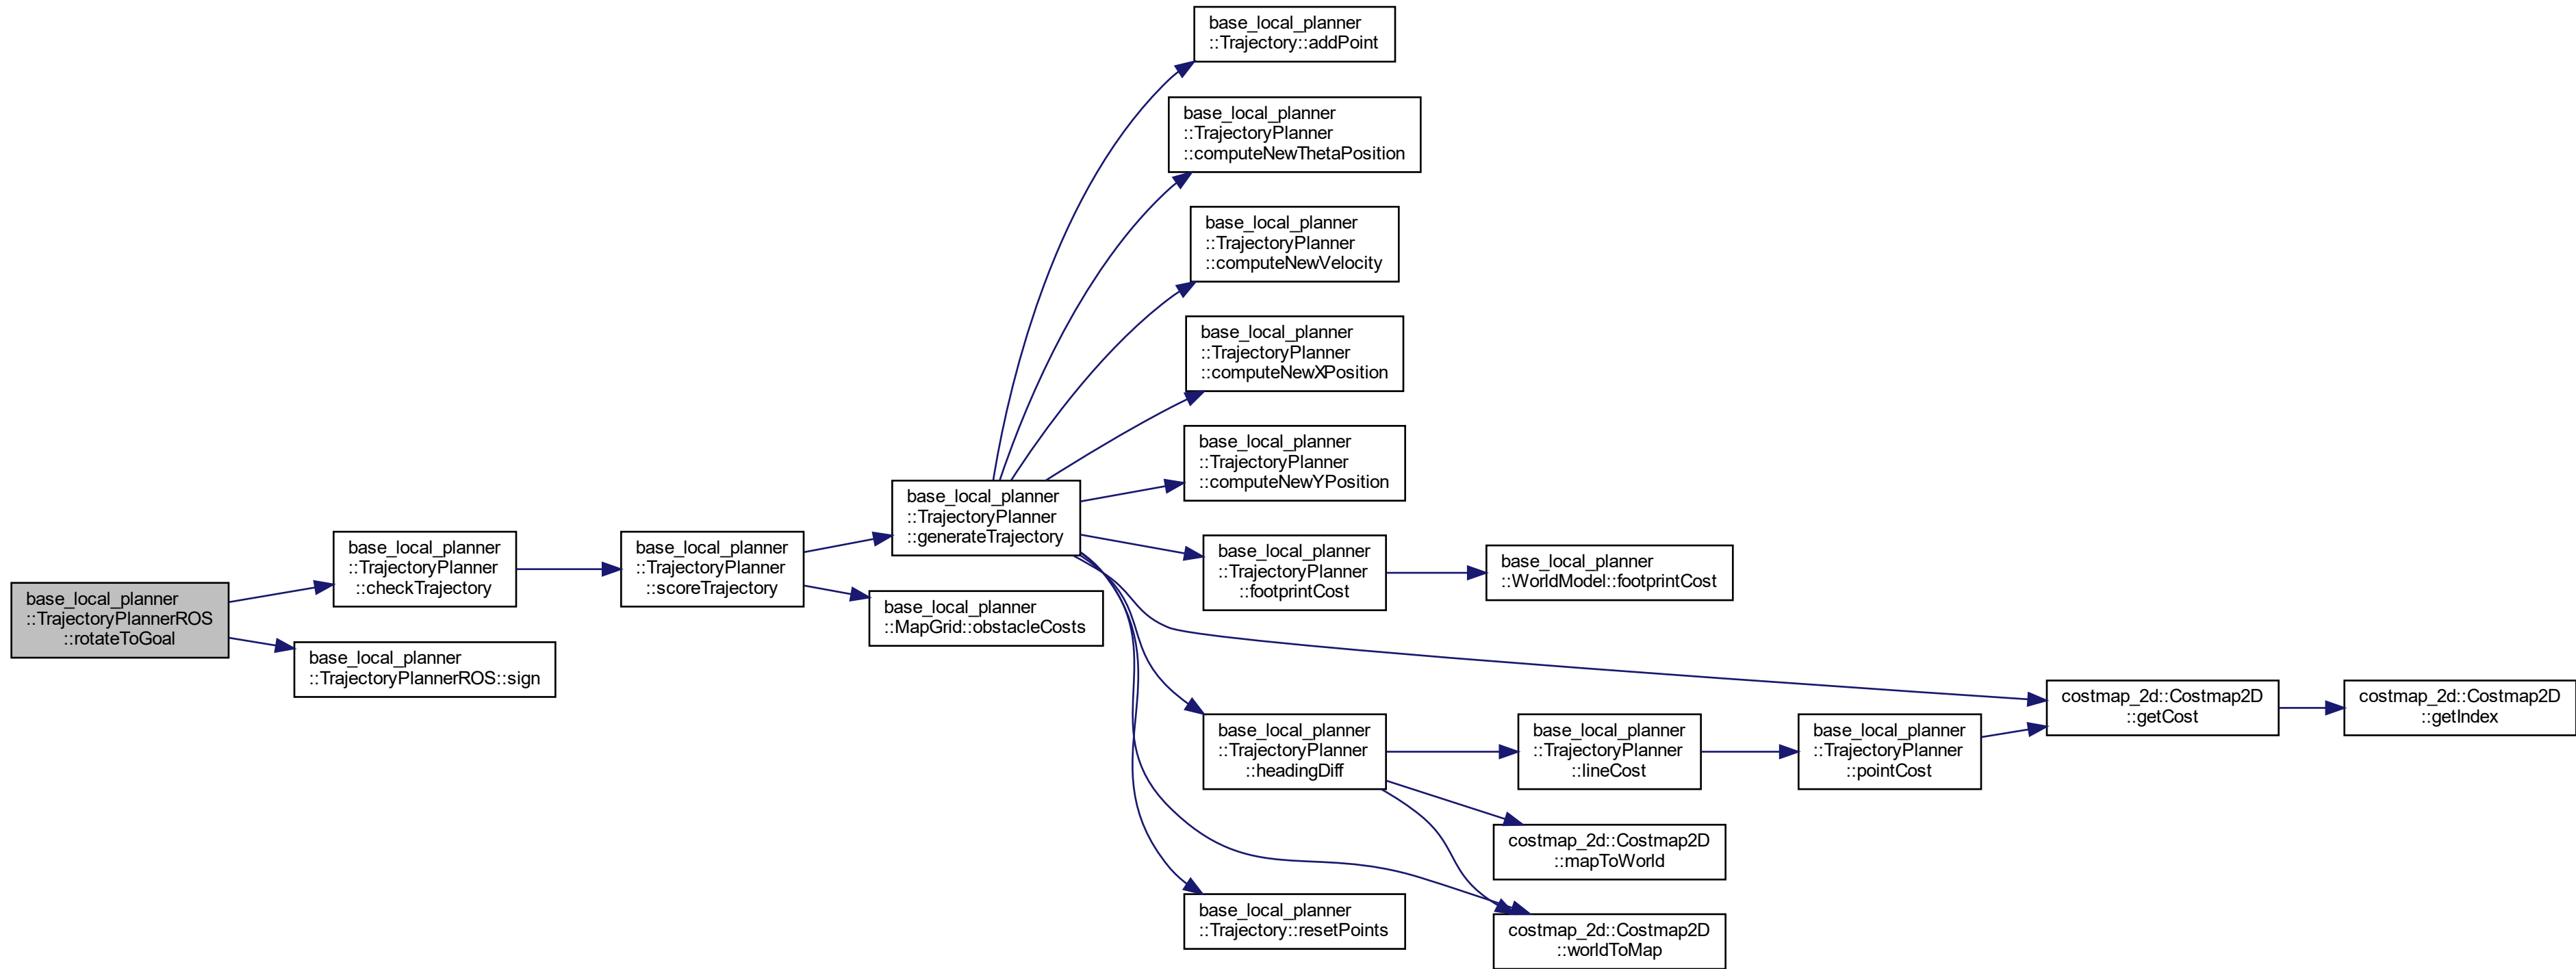 base_local_planner
::TrajectoryPlannerROS
::rotateToGoal
base_local_planner
::TrajectoryPlanner
::checkTrajectory
base_local_planner
::TrajectoryPlannerROS::sign
base_local_planner
::TrajectoryPlanner
::scoreTrajectory
base_local_planner
::TrajectoryPlanner
::generateTrajectory
base_local_planner
::MapGrid::obstacleCosts
base_local_planner
::Trajectory::addPoint
base_local_planner
::TrajectoryPlanner
::computeNewThetaPosition
base_local_planner
::TrajectoryPlanner
::computeNewVelocity
base_local_planner
::TrajectoryPlanner
::computeNewXPosition
base_local_planner
::TrajectoryPlanner
::computeNewYPosition
base_local_planner
::TrajectoryPlanner
::footprintCost
base_local_planner
::WorldModel::footprintCost
base_local_planner
::TrajectoryPlanner
::headingDiff
base_local_planner
::TrajectoryPlanner
::lineCost
base_local_planner
::TrajectoryPlanner
::pointCost
costmap_2d::Costmap2D
::getCost
costmap_2d::Costmap2D
::getIndex
costmap_2d::Costmap2D
::mapToWorld
base_local_planner
::Trajectory::resetPoints
costmap_2d::Costmap2D
::worldToMap